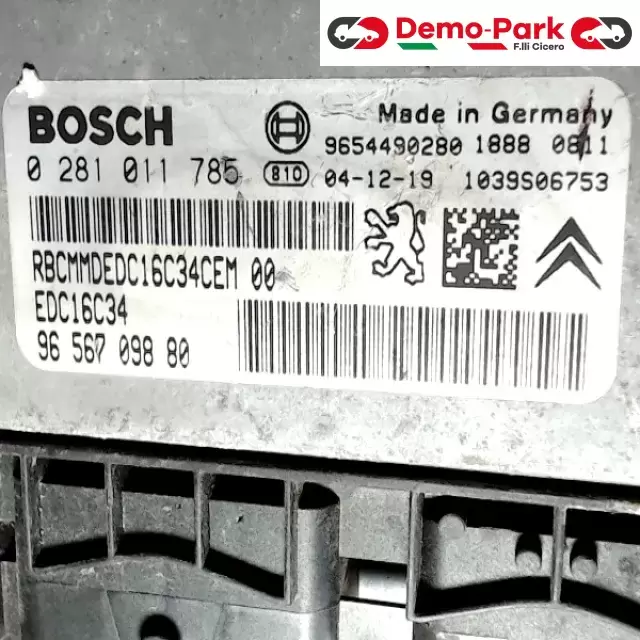 Demo-Park
F.lli Cicero
BOSCH
Made in Germany
9654490280 1888 0811
0 281 011 785 810 04-12-19 1039S06753
RBCMMDEDC16C34CEM 00
EDC16C34
96 567 098 80